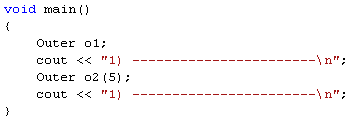 void main()
{
    Outer o1;
    cout << "1) -----------------------\n";
    Outer o2(5);
    cout << "1) -----------------------\n";
}